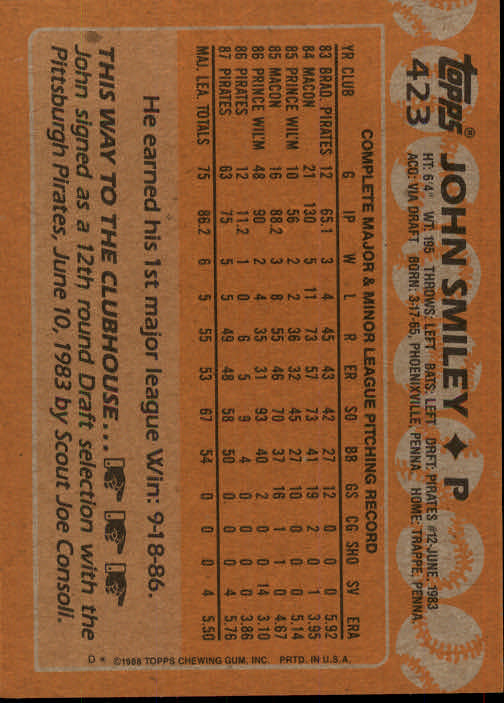 topps® JOHN SMILEY ♦ P
423
HT: 6'4" WT: 195 THROWS: LEFT BATS: LEFT DRFT: PIRATES #12-JUNE, 1983
ACQ: VIA DRAFT BORN: 3-17-65, PHOENIXVILLE, PENNA. HOME: TRAPPE, PENNA.
COMPLETE MAJOR & MINOR LEAGUE PITCHING RECORD
YR CLUB G IP W L R ER SO BB GS CG SHO SV ERA
83 BRAD. PIRATES 12 65.1 3 4 45 43 42 27 12 0 0 0 5.92
84 MACON 21 130 5 11 73 57 73 41 19 2 0 1 3.95
85 PRINCE WIL'M 10 56 2 2 36 32 45 27 10 0 0 0 5.14
85 MACON 16 88.2 3 8 55 46 70 37 16 1 1 0 4.67
86 PRINCE WIL'M 48 90 2 4 35 31 93 40 2 0 0 14 3.10
86 PIRATES 12 11.2 1 0 6 5 9 4 0 0 0 0 3.86
87 PIRATES 63 75 5 5 49 48 58 50 0 0 0 4 5.76
MAJ. LEA. TOTALS 75 86.2 6 5 55 53 67 54 0 0 0 4 5.50
He earned his 1st major league Win: 9-18-86.
THIS WAY TO THE CLUBHOUSE...
John signed as a 12th round Draft selection with the
Pittsburgh Pirates, June 10, 1983 by Scout Joe Consoli.
D* ©1988 TOPPS CHEWING GUM, INC. PRTD. IN U.S.A.